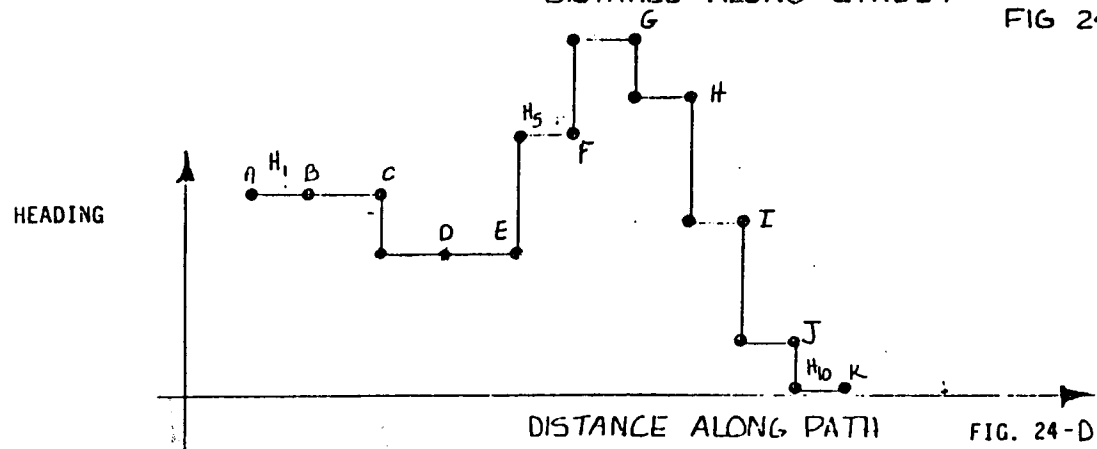 DISTANCE ALONG STREET
FIG 24
G
H5
H
F
A H1 B C
HEADING
D E
I
J
H10 K
DISTANCE ALONG PATH
FIG. 24-D